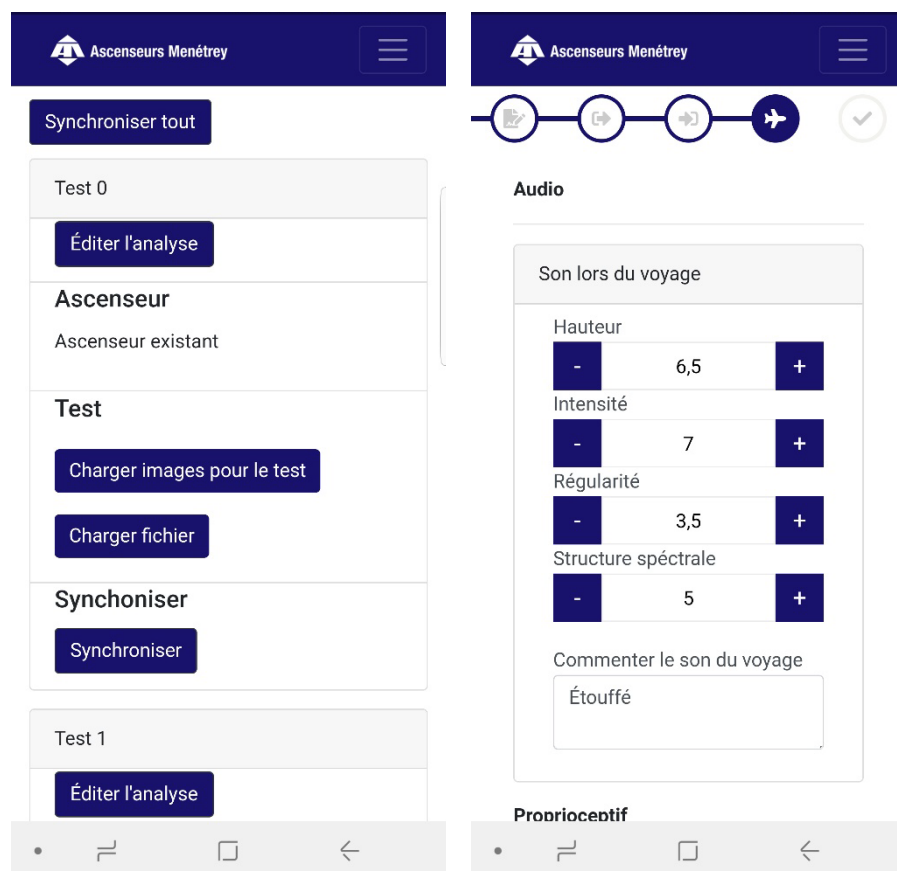 Ascenseurs Menétrey
Synchroniser tout
Test 0
Éditer l'analyse
Ascenseur
Ascenseur existant
Test
Charger images pour le test
Charger fichier
Synchoniser
Synchroniser
Test 1
Éditer l'analyse
Ascenseurs Menétrey
Audio
Son lors du voyage
Hauteur
- 6,5 +
Intensité
- 7 +
Régularité
- 3,5 +
Structure spéctrale
- 5 +
Commenter le son du voyage
Étouffé
Proprioceptif